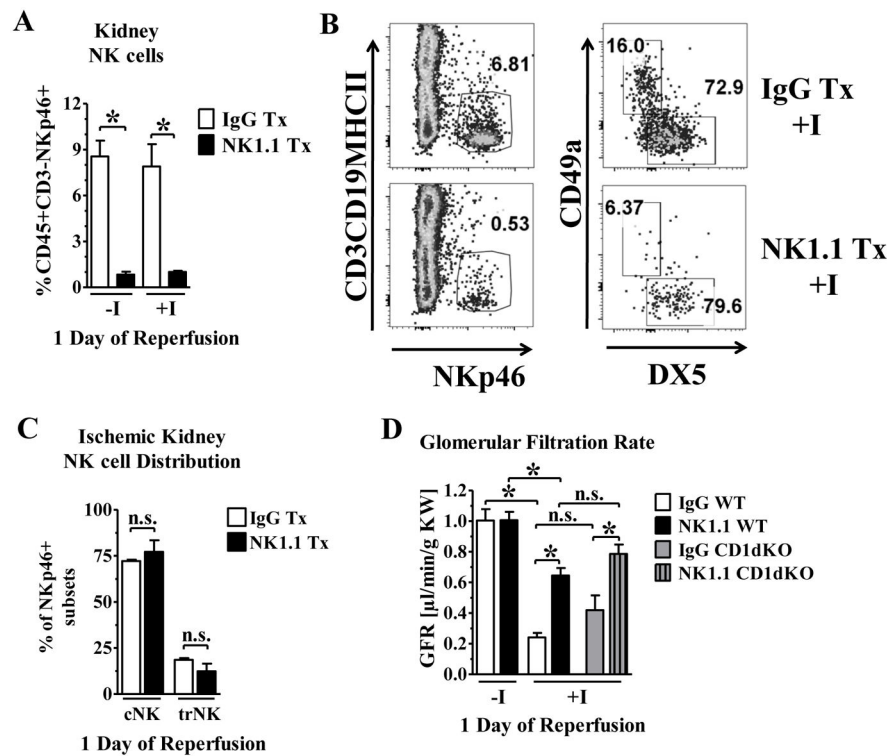 A
Kidney
NK cells
%CD45+CD3-NKp46+
12
9
6
3
0
*
*
IgG Tx
NK1.1 Tx
-I
+I
1 Day of Reperfusion
B
CD3CD19MHCII
6.81
0.53
NKp46
CD49a
16.0
72.9
6.37
79.6
DX5
IgG Tx
+I
NK1.1 Tx
+I
C
Ischemic Kidney
NK cell Distribution
% of NKp46+
subsets
100
75
50
25
0
n.s.
n.s.
IgG Tx
NK1.1 Tx
cNK
trNK
1 Day of Reperfusion
D
Glomerular Filtration Rate
GFR [µl/min/g KW]
1.2
1.0
0.8
0.6
0.4
0.2
0.0
*
*
n.s.
n.s.
*
*
IgG WT
NK1.1 WT
IgG CD1dKO
NK1.1 CD1dKO
-I
+I
1 Day of Reperfusion